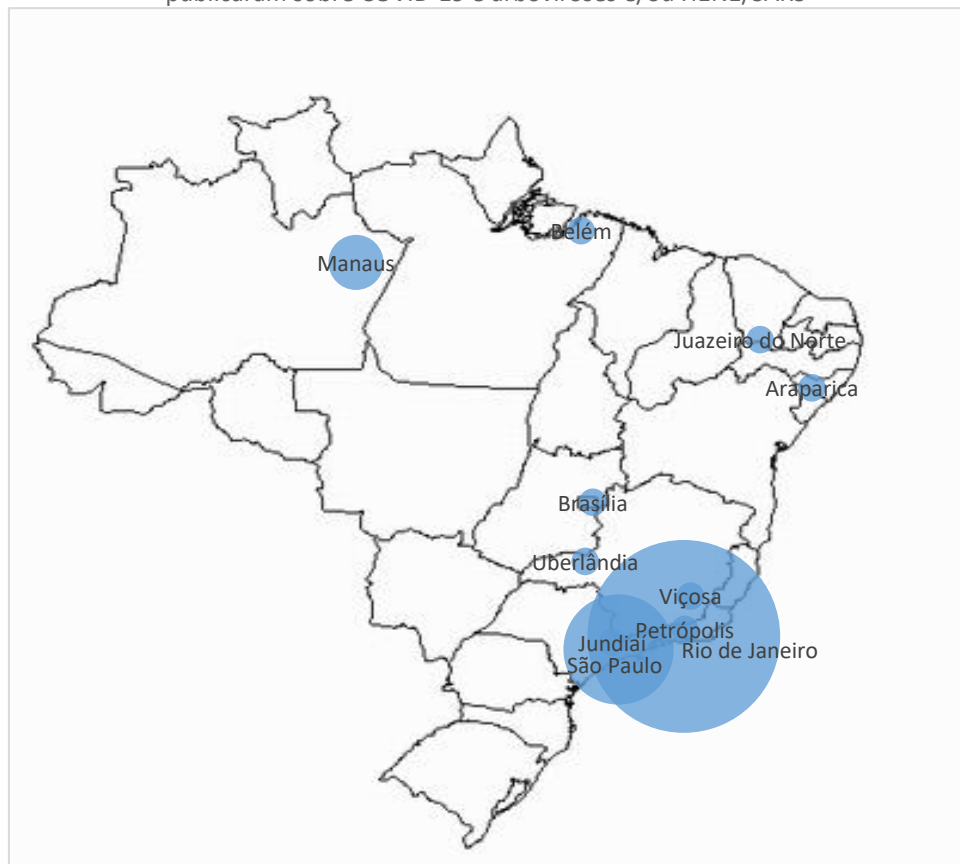 Belém
Manaus
Juazeiro do Norte
Araparica
Brasília
Uberlândia
Viçosa
Petrópolis
Jundiaí
Rio de Janeiro
São Paulo